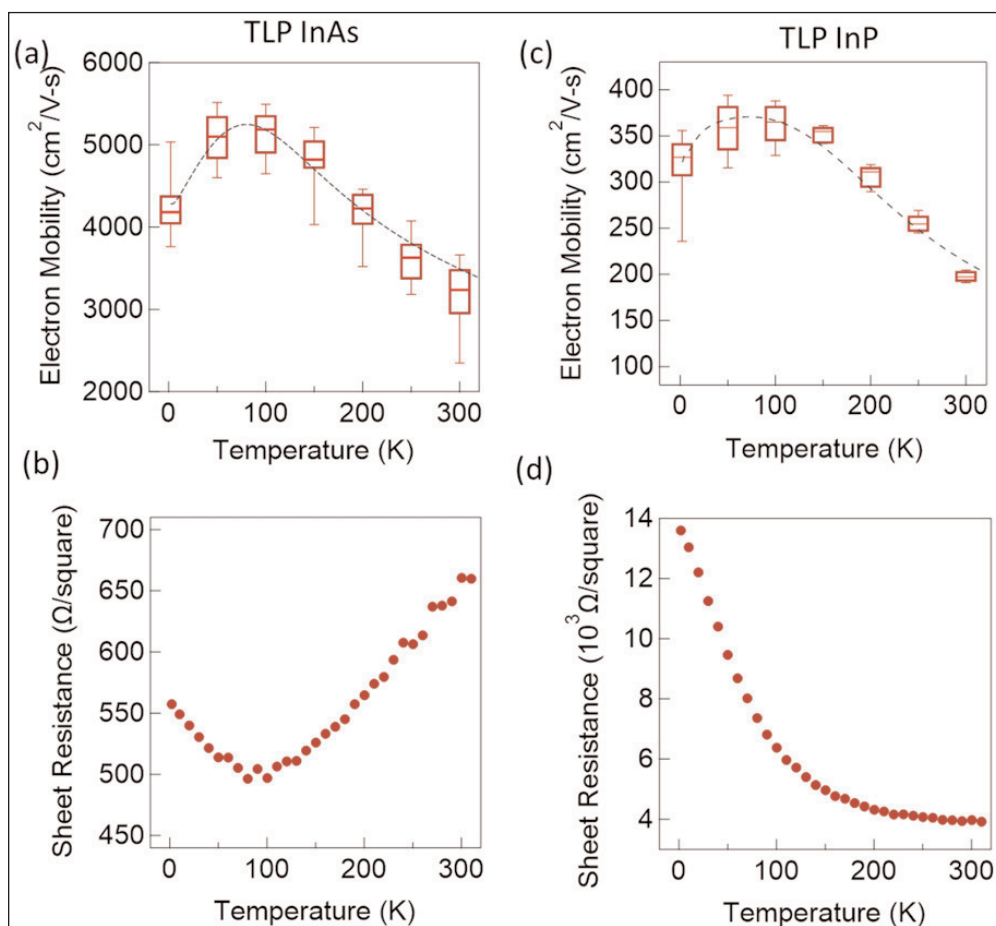 TLP InAs
(a)
6000
5000
4000
3000
2000
Electron Mobility (cm²/V-s)
0 100 200 300
Temperature (K)
TLP InP
(c)
400
350
300
250
200
150
100
Electron Mobility (cm²/V-s)
0 100 200 300
Temperature (K)
(b)
700
650
600
550
500
450
Sheet Resistance (Ω/square)
0 100 200 300
Temperature (K)
(d)
14
12
10
8
6
4
Sheet Resistance (10³ Ω/square)
0 100 200 300
Temperature (K)